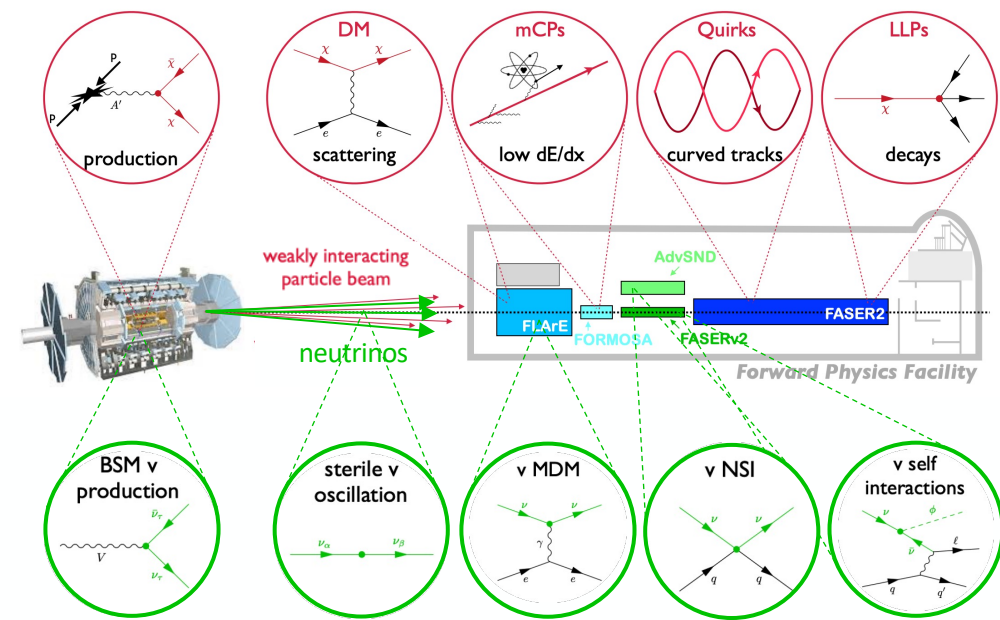 P
P
A′
χ̄
χ
production
DM
χ
χ
e
e
scattering
mCPs
low dE/dx
Quirks
curved tracks
LLPs
χ
decays
weakly interacting
particle beam
neutrinos
AdvSND
FLArE
FORMOSA
FASERν2
FASER2
Forward Physics Facility
BSM ν
production
ν̄τ
V
ντ
sterile ν
oscillation
να
νβ
ν MDM
ν
ν
γ
e
e
ν NSI
ν
ν
q
q
ν self
interactions
ν
ϕ
ν̄
ℓ
q
q′